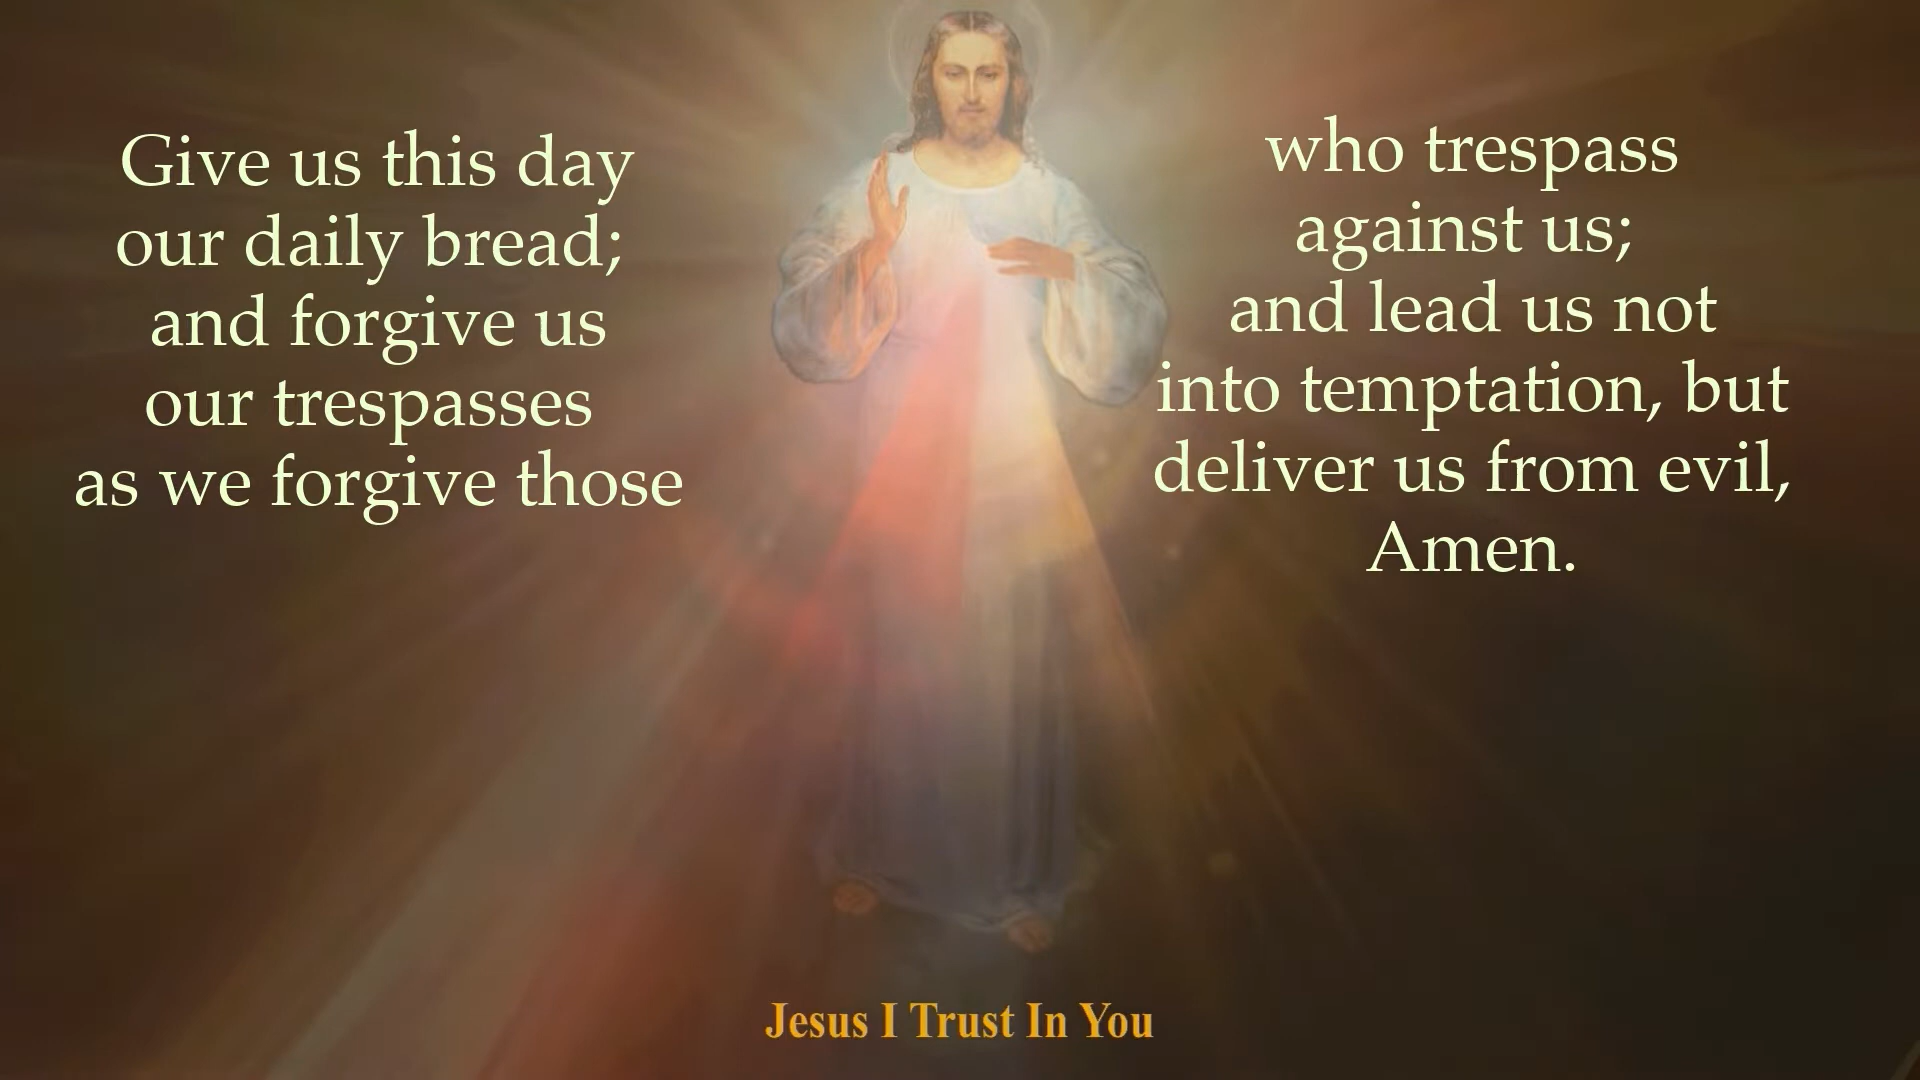 Give us this day
our daily bread;
and forgive us
our trespasses
as we forgive those
who trespass
against us;
and lead us not
into temptation, but
deliver us from evil,
Amen.
Jesus I Trust In You